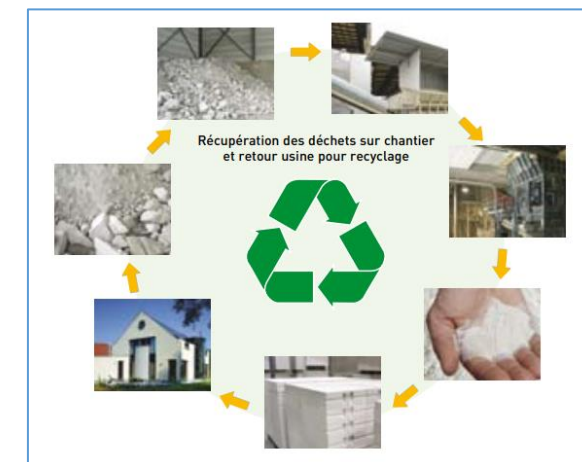 Récupération des déchets sur chantier
et retour usine pour recyclage